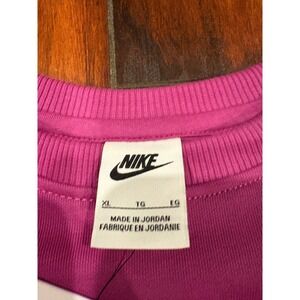 NIKE
XL TG EG
MADE IN JORDAN
FABRIQUE EN JORDANIE